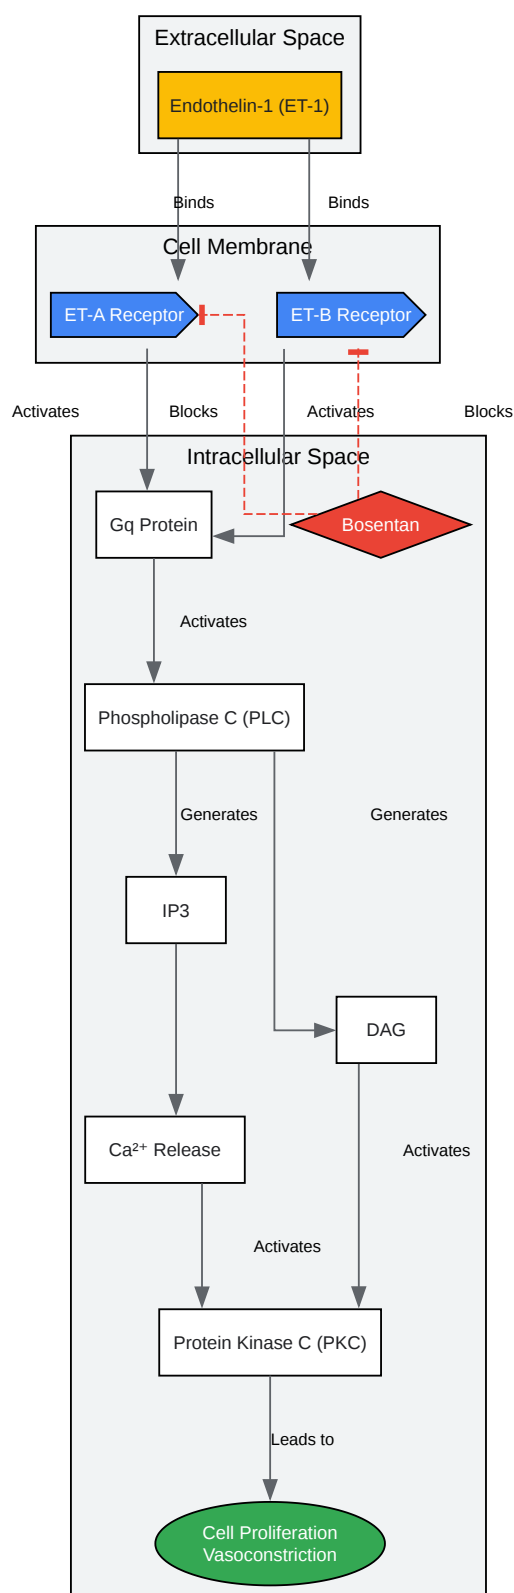 Extracellular Space
Endothelin-1 (ET-1)
Binds
Binds
Cell Membrane
ET-A Receptor
ET-B Receptor
Activates
Blocks
Activates
Blocks
Intracellular Space
Gq Protein
Bosentan
Activates
Phospholipase C (PLC)
Generates
Generates
IP3
DAG
Ca²⁺ Release
Activates
Activates
Protein Kinase C (PKC)
Leads to
Cell Proliferation
Vasoconstriction